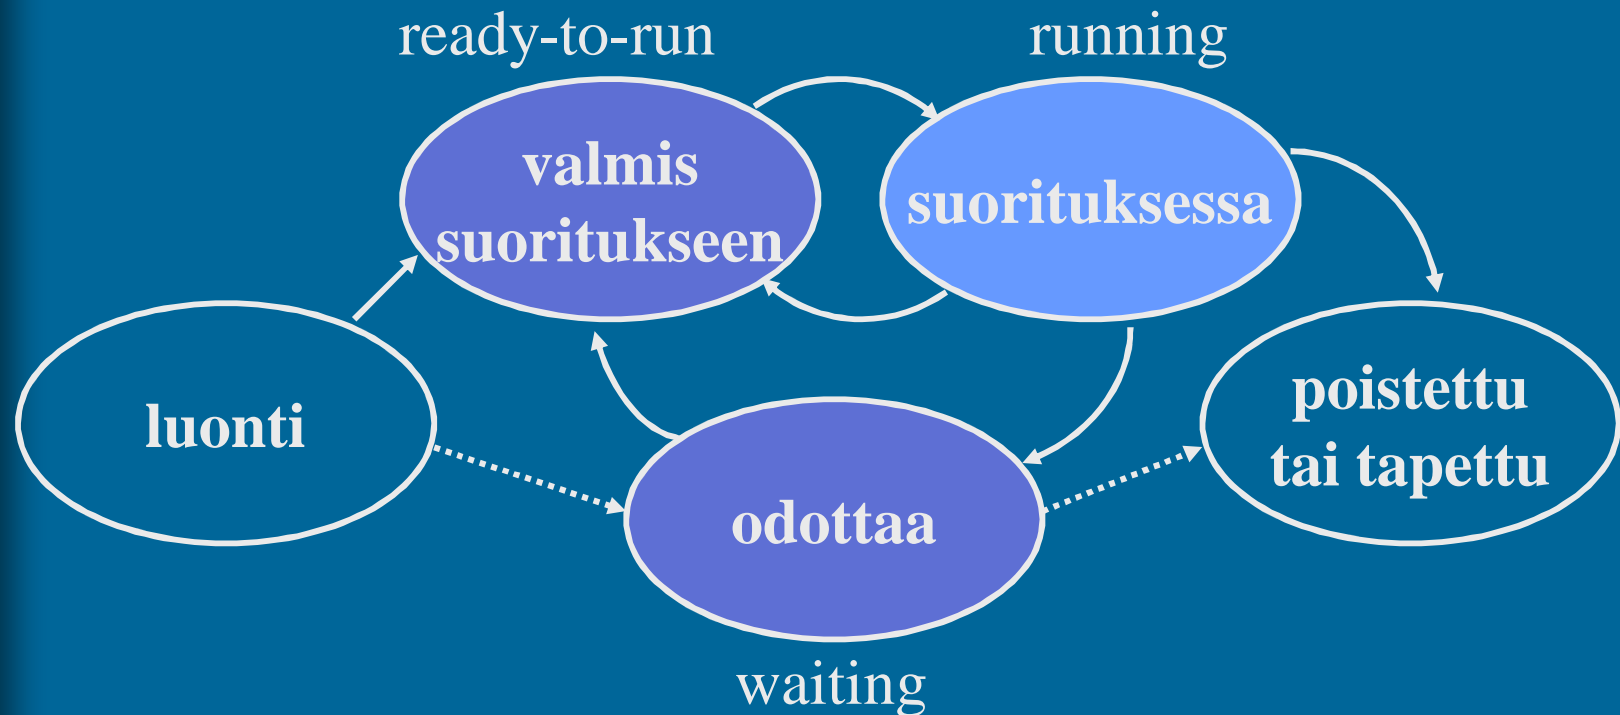 ready-to-run
running
valmis
suoritukseen
suorituksessa
luonti
poistettu
tai tapettu
odottaa
waiting